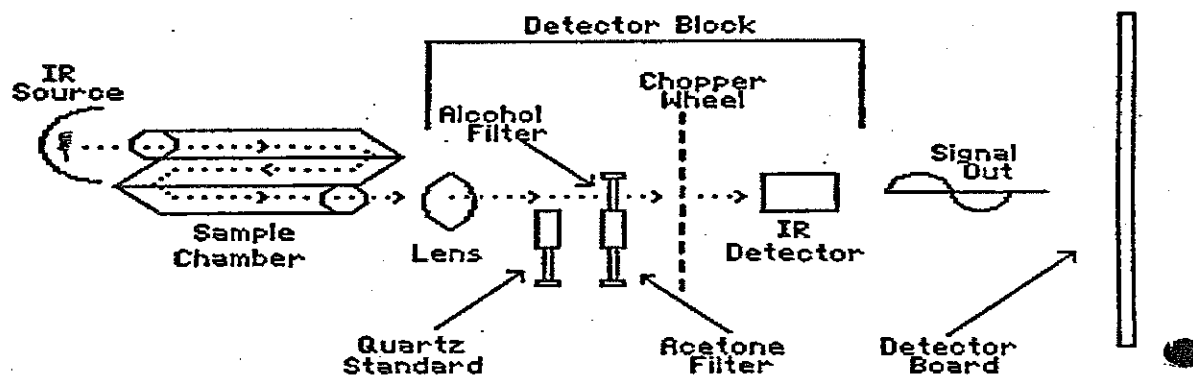 Detector Block
IR
Source
Chopper
Wheel
Alcohol
Filter
Signal
Out
Sample
Chamber
Lens
IR
Detector
Quartz
Standard
Acetone
Filter
Detector
Board